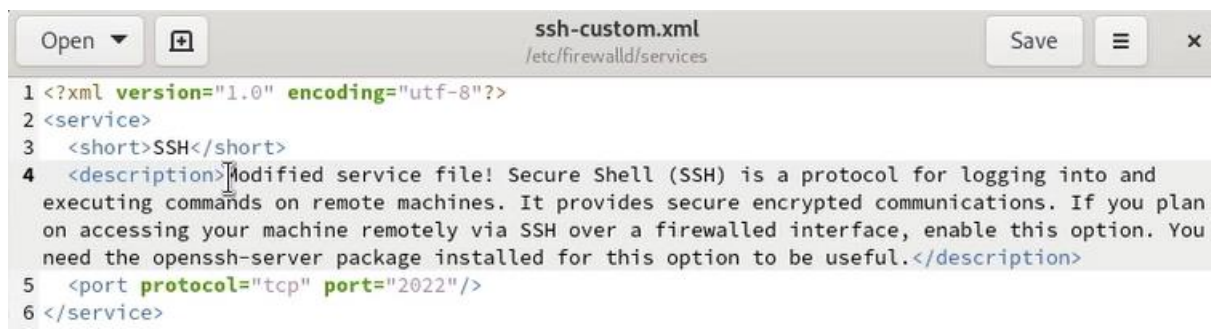 Open
ssh-custom.xml
/etc/firewalld/services
Save
1 <?xml version="1.0" encoding="utf-8"?>
2 <service>
3 <short>SSH</short>
4 <description>Modified service file! Secure Shell (SSH) is a protocol for logging into and
executing commands on remote machines. It provides secure encrypted communications. If you plan
on accessing your machine remotely via SSH over a firewalled interface, enable this option. You
need the openssh-server package installed for this option to be useful.</description>
5 <port protocol="tcp" port="2022"/>
6 </service>